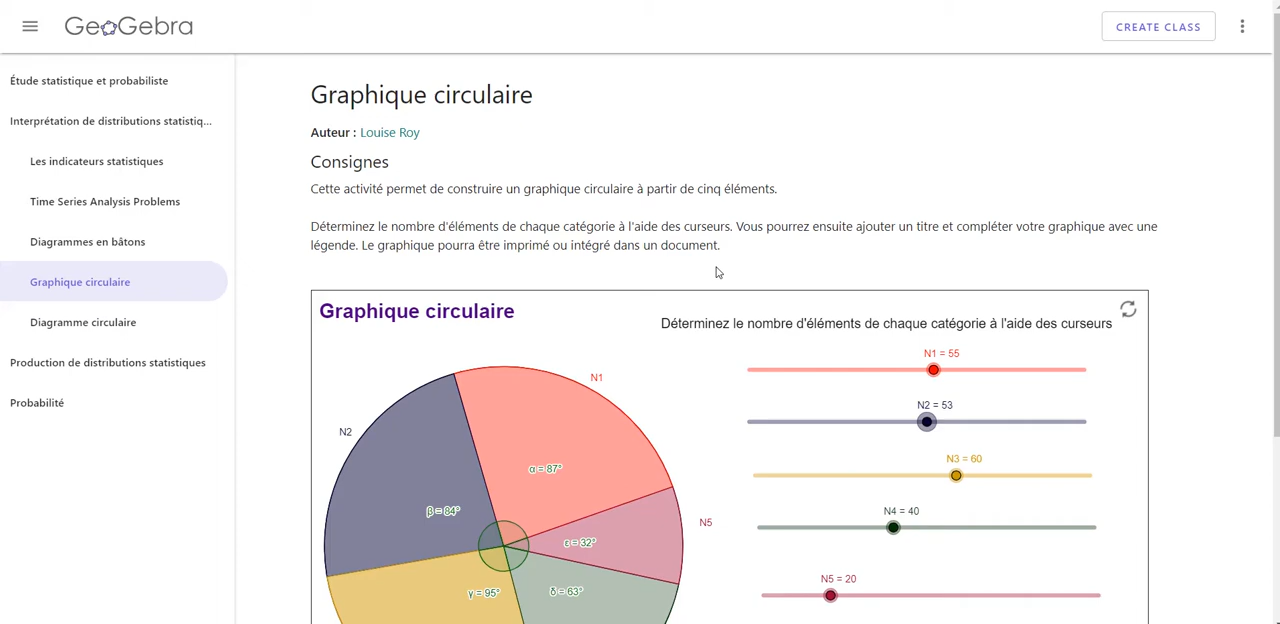 GeoGebra
CREATE CLASS
Étude statistique et probabiliste
Interprétation de distributions statistiq...
Les indicateurs statistiques
Time Series Analysis Problems
Diagrammes en bâtons
Graphique circulaire
Diagramme circulaire
Production de distributions statistiques
Probabilité
Graphique circulaire
Auteur : Louise Roy
Consignes
Cette activité permet de construire un graphique circulaire à partir de cinq éléments.
Déterminez le nombre d'éléments de chaque catégorie à l'aide des curseurs. Vous pourrez ensuite ajouter un titre et compléter votre graphique avec une
légende. Le graphique pourra être imprimé ou intégré dans un document.
Graphique circulaire
Déterminez le nombre d'éléments de chaque catégorie à l'aide des curseurs
N1 = 55
N2 = 53
N3 = 60
N4 = 40
N5 = 20
N1
N2
N5
α = 87°
β = 84°
ε = 32°
γ = 95°
δ = 63°